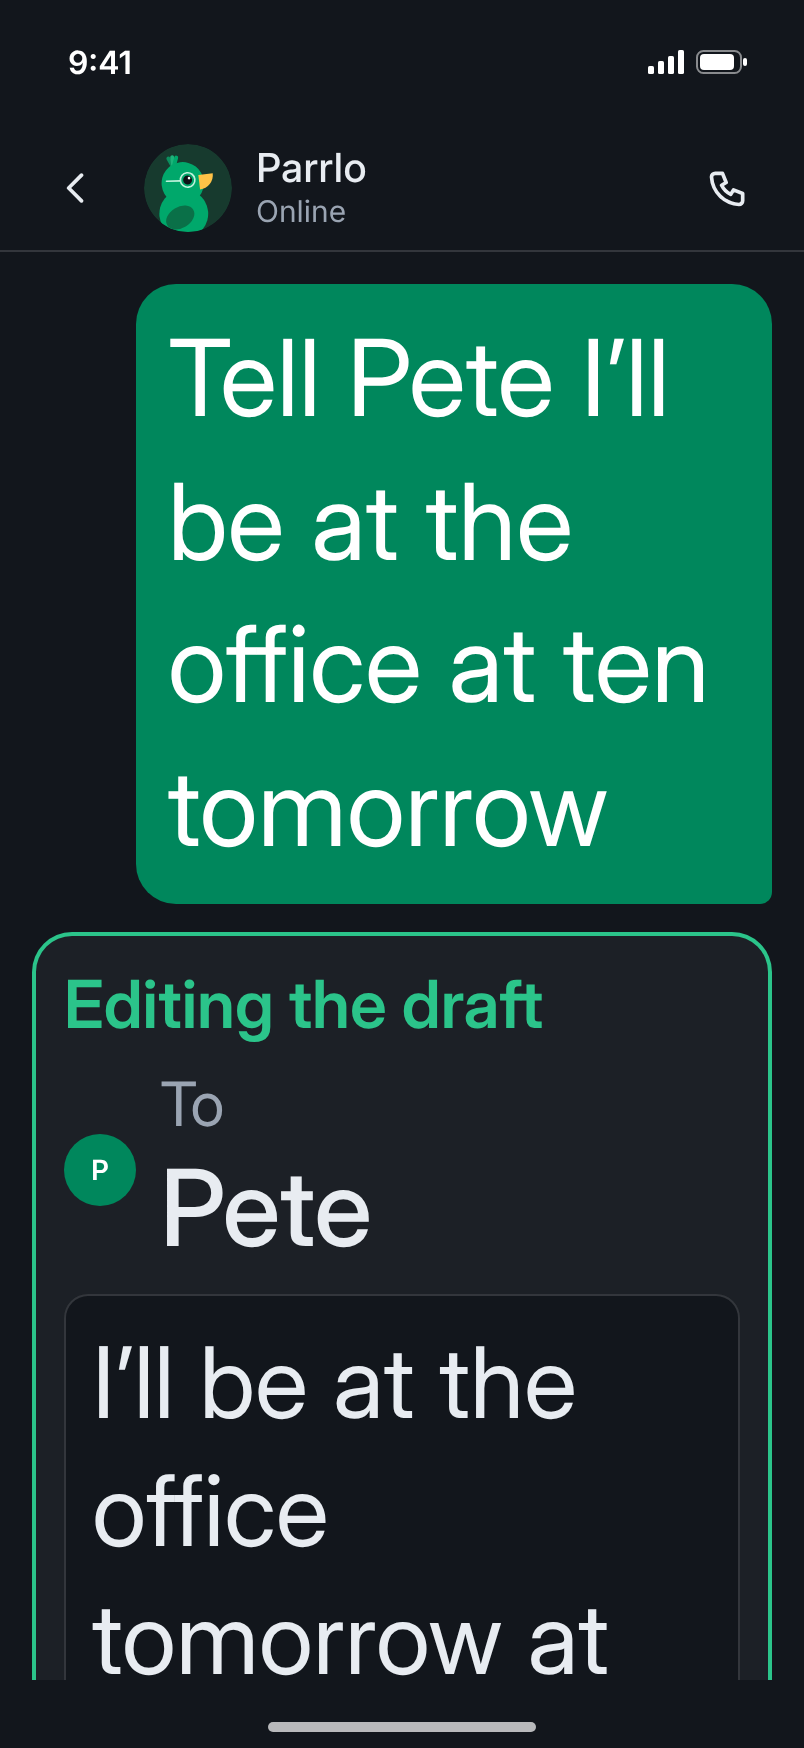 9:41
Parrlo
Online
Tell Pete I’ll
be at the
office at ten
tomorrow
Editing the draft
To
P
Pete
I’ll be at the
office
tomorrow at